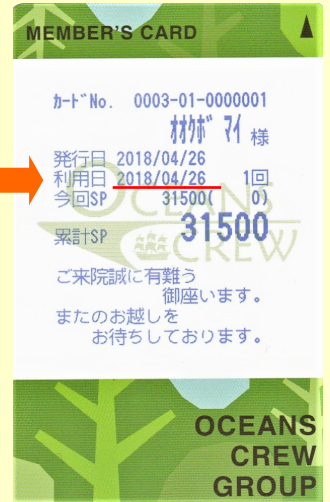 MEMBER'S CARD
ｶｰﾄﾞNo. 0003-01-0000001
ｵｵｸﾎﾞ ﾏｲ 様
発行日 2018/04/26
利用日 2018/04/26 1回
今回SP 31500( 0)
累計SP 31500
OCEANS
CREW
ご来院誠に有難う
御座います。
またのお越しを
お待ちしております。
OCEANS
CREW
GROUP